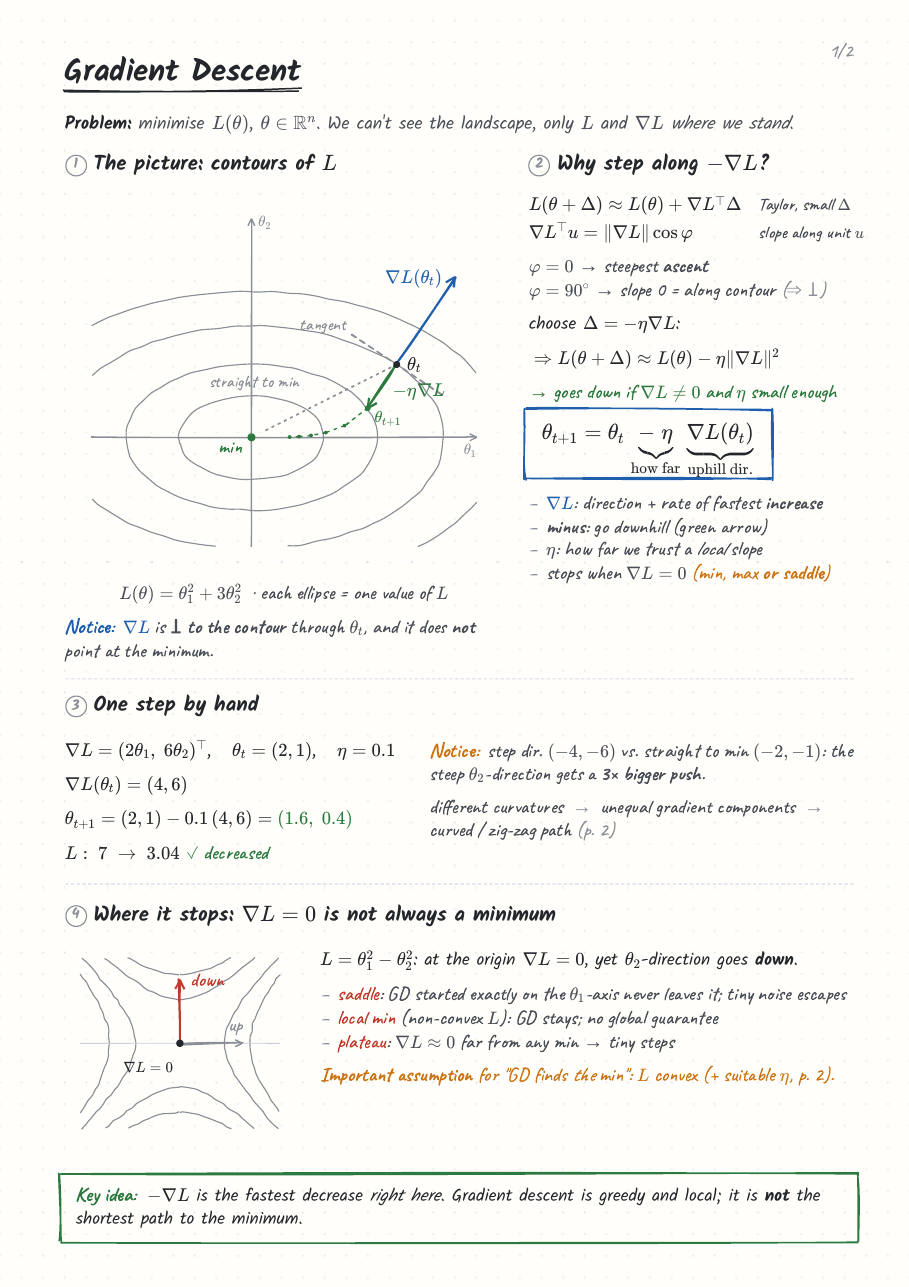 1/2
Gradient Descent
Problem: minimise L(θ), θ ∈ ℝⁿ. We can't see the landscape, only L and ∇L where we stand.
1 The picture: contours of L
θ₂
∇L(θₜ)
tangent
θₜ
straight to min
−η∇L
θₜ₊₁
min
θ₁
L(θ) = θ₁² + 3θ₂² · each ellipse = one value of L
Notice: ∇L is ⊥ to the contour through θₜ, and it does not
point at the minimum.
2 Why step along −∇L?
L(θ + Δ) ≈ L(θ) + ∇L⊤Δ Taylor, small Δ
∇L⊤u = ‖∇L‖ cos φ slope along unit u
φ = 0 → steepest ascent
φ = 90° → slope 0 = along contour (⇒ ⊥)
choose Δ = −η∇L:
⇒ L(θ + Δ) ≈ L(θ) − η‖∇L‖²
→ goes down if ∇L ≠ 0 and η small enough
θₜ₊₁ = θₜ − η ∇L(θₜ)
how far uphill dir.
– ∇L: direction + rate of fastest increase
– minus: go downhill (green arrow)
– η: how far we trust a local slope
– stops when ∇L = 0 (min, max or saddle)
3 One step by hand
∇L = (2θ₁, 6θ₂)⊤, θₜ = (2, 1), η = 0.1
∇L(θₜ) = (4, 6)
θₜ₊₁ = (2, 1) − 0.1 (4, 6) = (1.6, 0.4)
L : 7 → 3.04 ✓ decreased
Notice: step dir. (−4, −6) vs. straight to min (−2, −1): the
steep θ₂-direction gets a 3x bigger push.
different curvatures → unequal gradient components →
curved / zig-zag path (p. 2)
4 Where it stops: ∇L = 0 is not always a minimum
down
up
∇L = 0
L = θ₁² − θ₂²: at the origin ∇L = 0, yet θ₂-direction goes down.
– saddle: GD started exactly on the θ₁-axis never leaves it; tiny noise escapes
– local min (non-convex L): GD stays; no global guarantee
– plateau: ∇L ≈ 0 far from any min → tiny steps
Important assumption for "GD finds the min": L convex (+ suitable η, p. 2).
Key idea: −∇L is the fastest decrease right here. Gradient descent is greedy and local; it is not the
shortest path to the minimum.